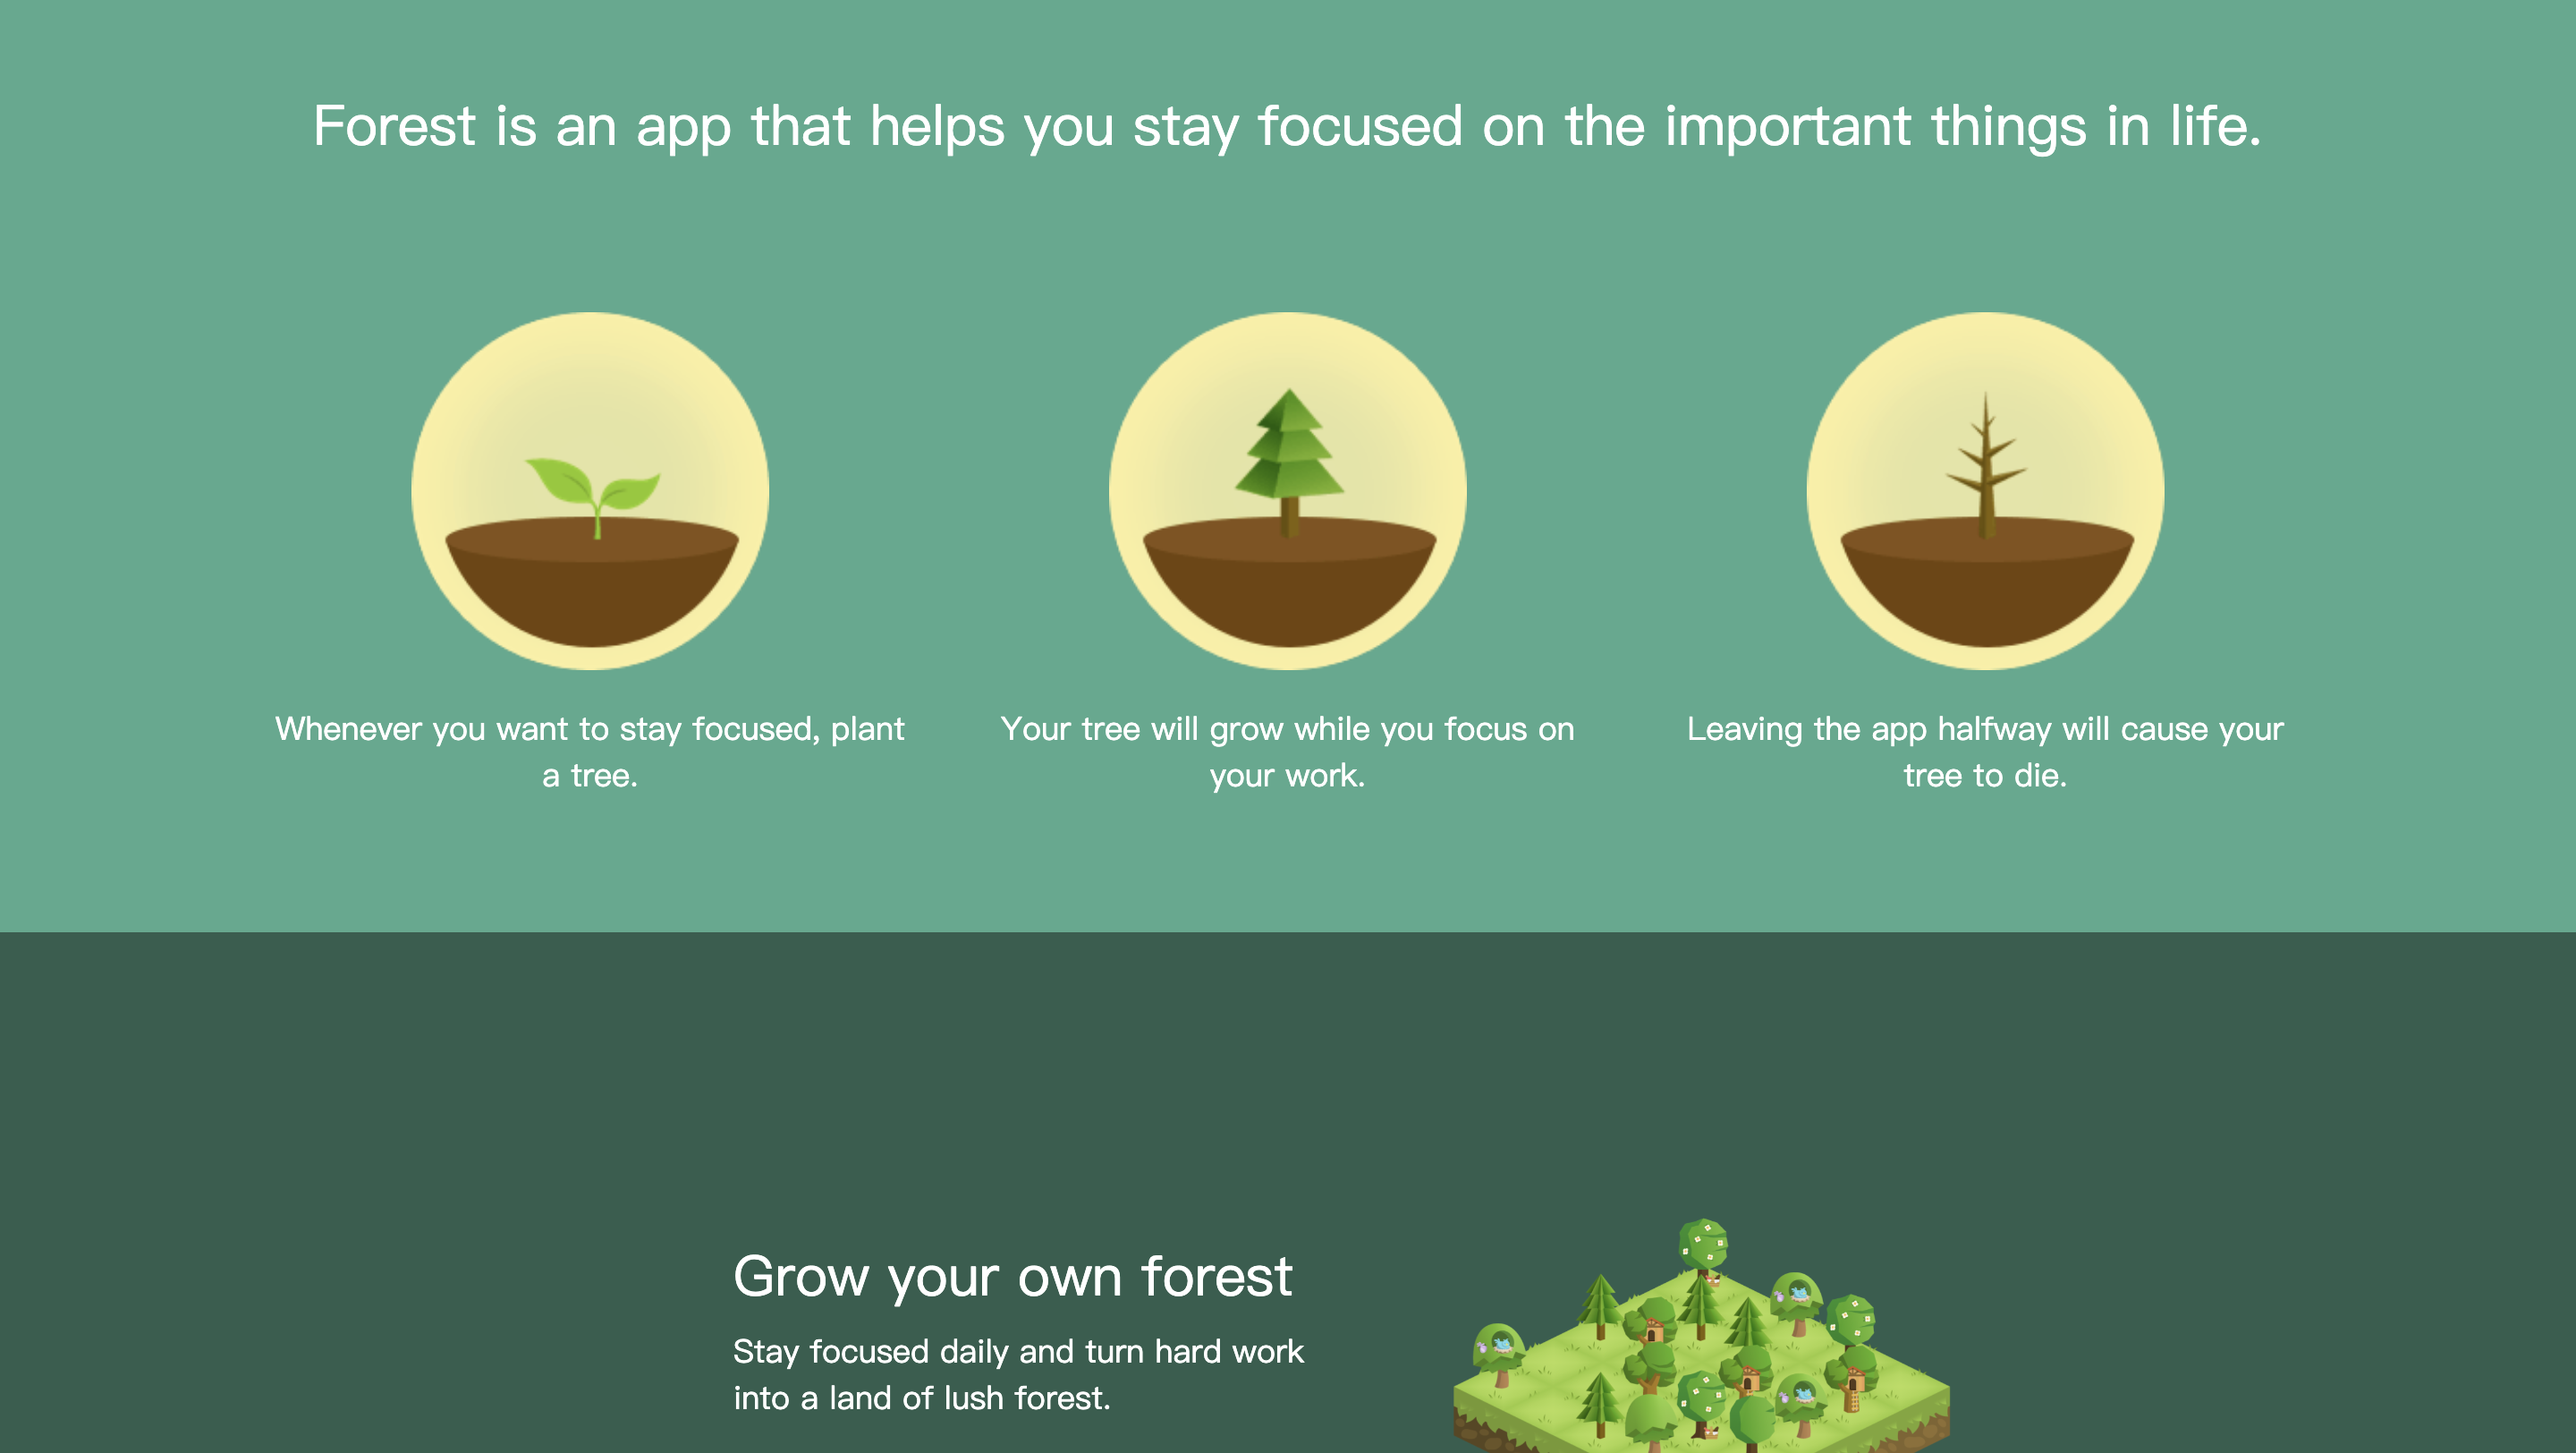 Forest is an app that helps you stay focused on the important things in life.
Whenever you want to stay focused, plant
a tree.
Your tree will grow while you focus on
your work.
Leaving the app halfway will cause your
tree to die.
Grow your own forest
Stay focused daily and turn hard work
into a land of lush forest.